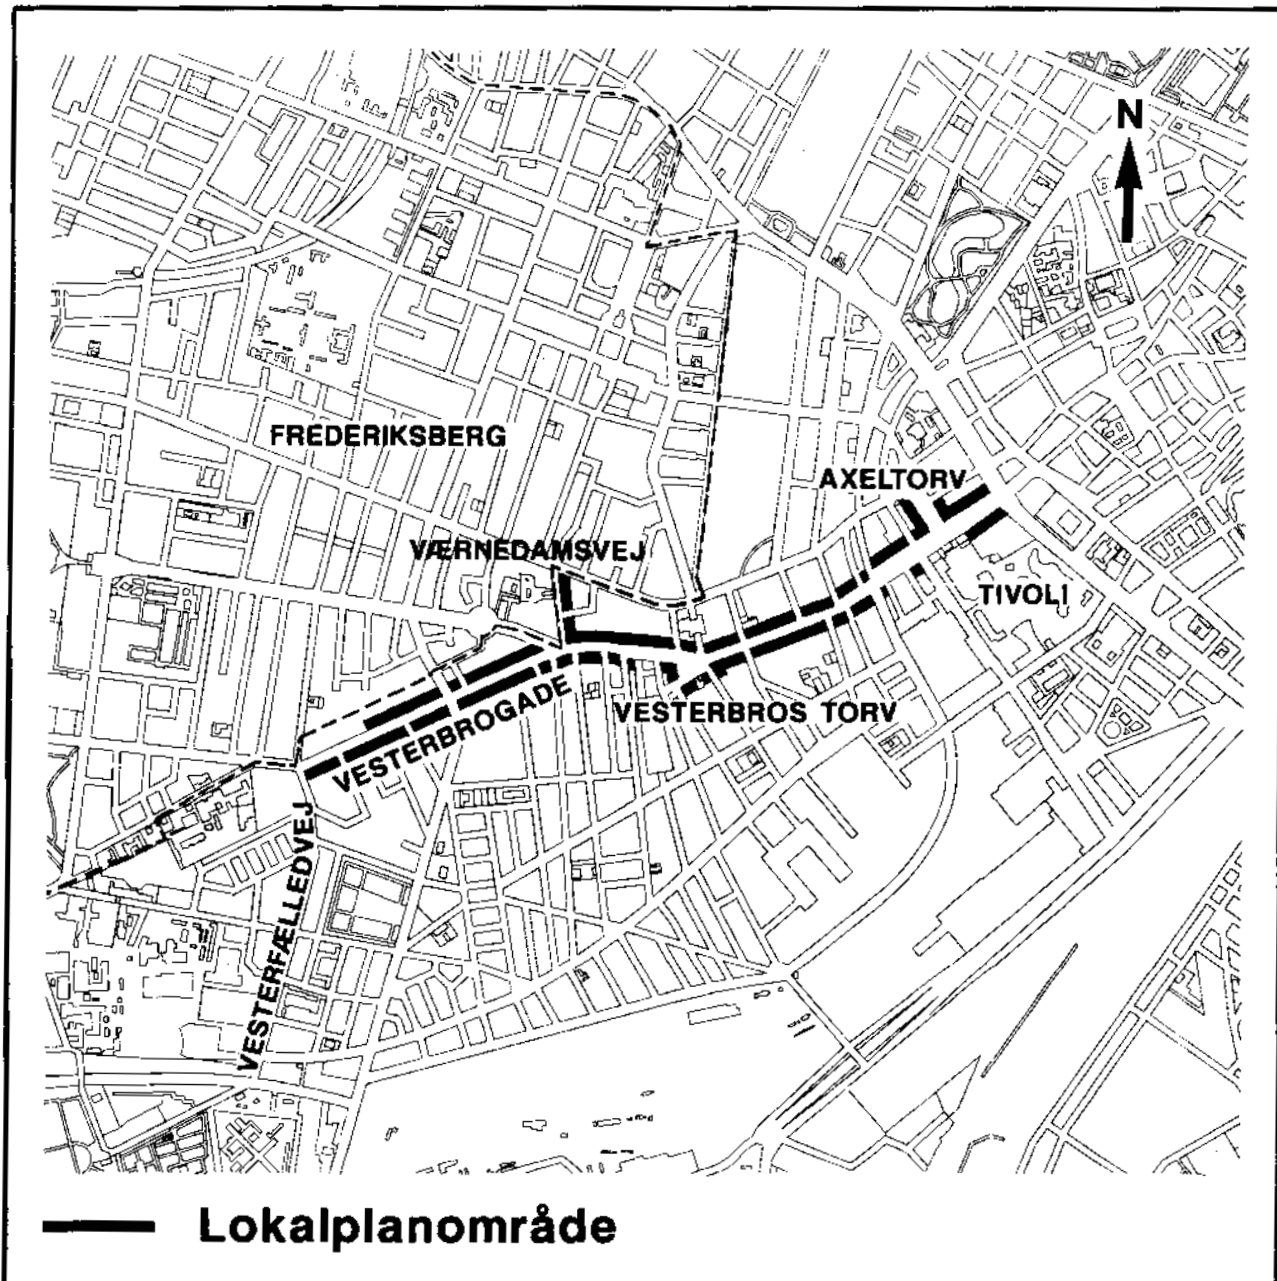 N
FREDERIKSBERG
AXELTORV
VÆRNEDAMSVEJ
TIVOLI
VESTERBROGADE
VESTERBROS TORV
VESTERFÆLLEDVEJ
Lokalplanområde